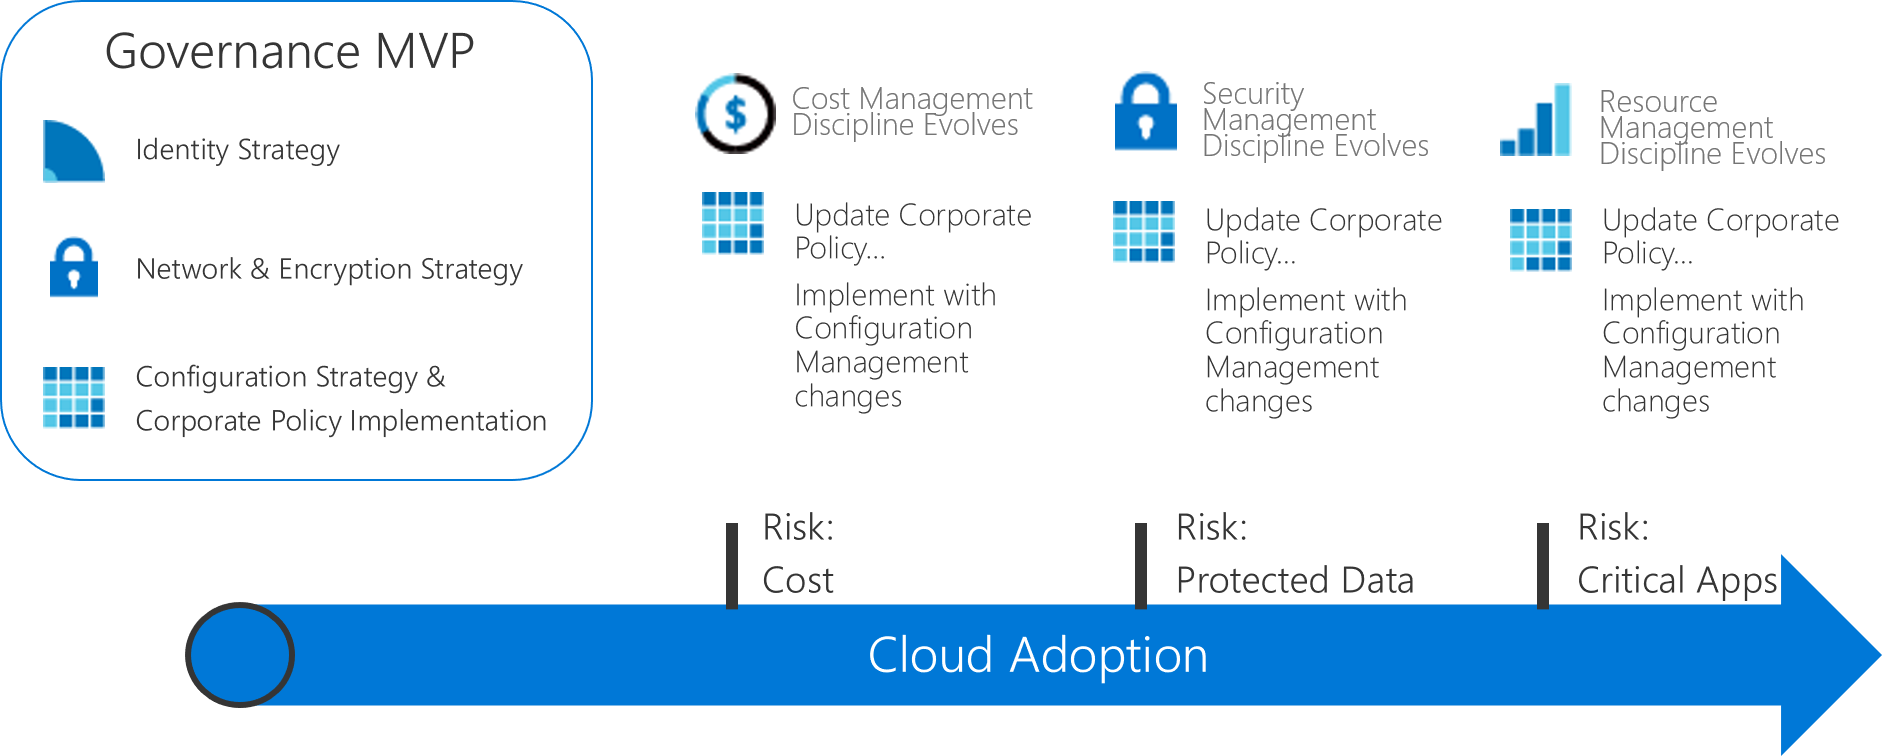 Governance MVP
Identity Strategy
Network & Encryption Strategy
Configuration Strategy &
Corporate Policy Implementation
$
Cost Management
Discipline Evolves
Update Corporate
Policy...
Implement with
Configuration
Management
changes
Security
Management
Discipline Evolves
Update Corporate
Policy...
Implement with
Configuration
Management
changes
Resource
Management
Discipline Evolves
Update Corporate
Policy...
Implement with
Configuration
Management
changes
Risk:
Cost
Risk:
Protected Data
Risk:
Critical Apps
Cloud Adoption